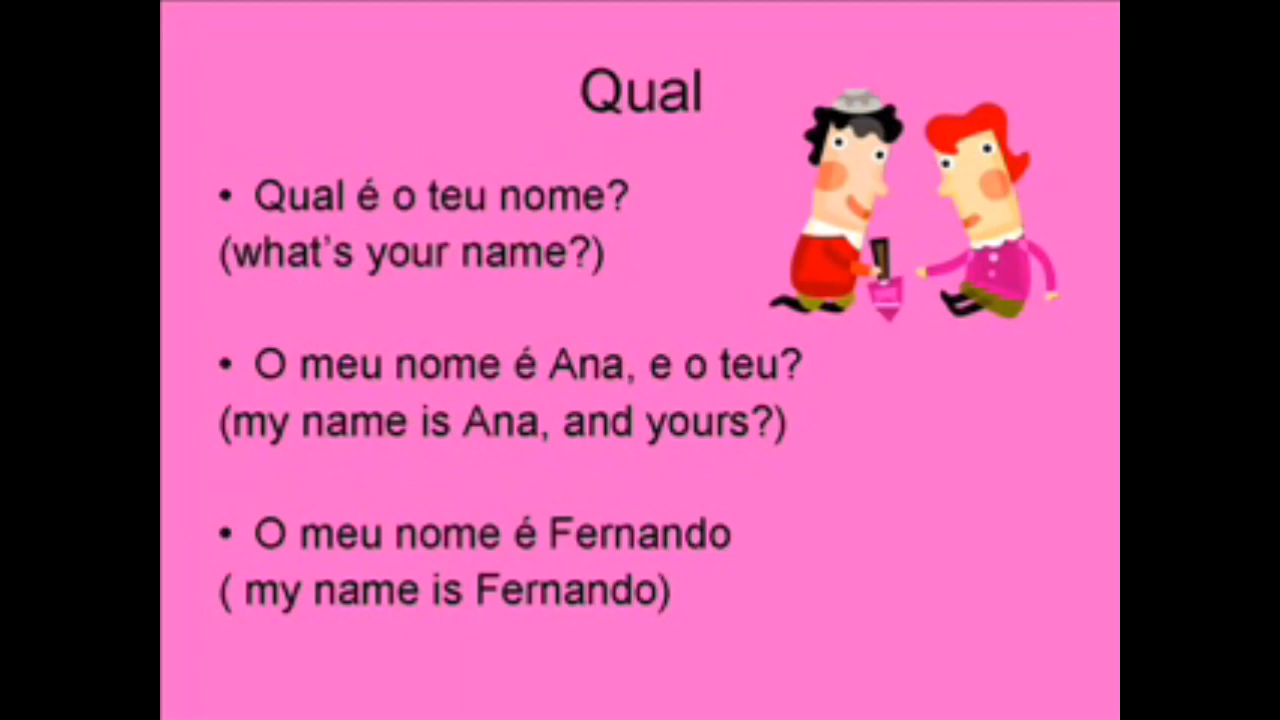 Qual
• Qual é o teu nome?
(what's your name?)
• O meu nome é Ana, e o teu?
(my name is Ana, and yours?)
• O meu nome é Fernando
( my name is Fernando)